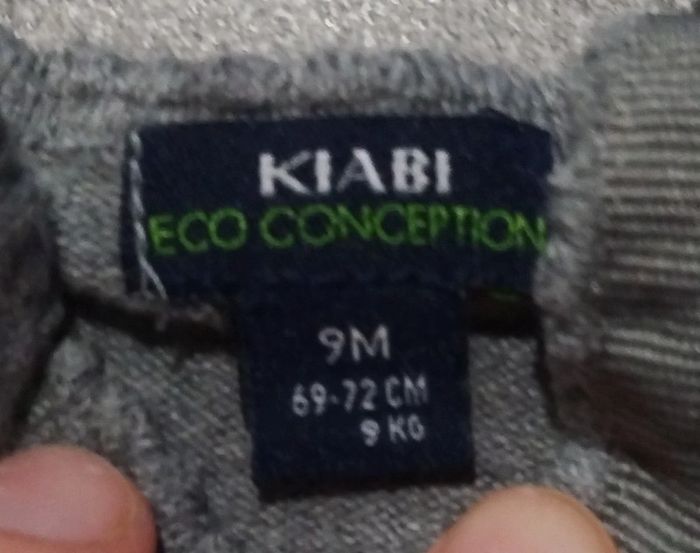 KIABI
ECO CONCEPTION
9M
69-72 CM
9 KG